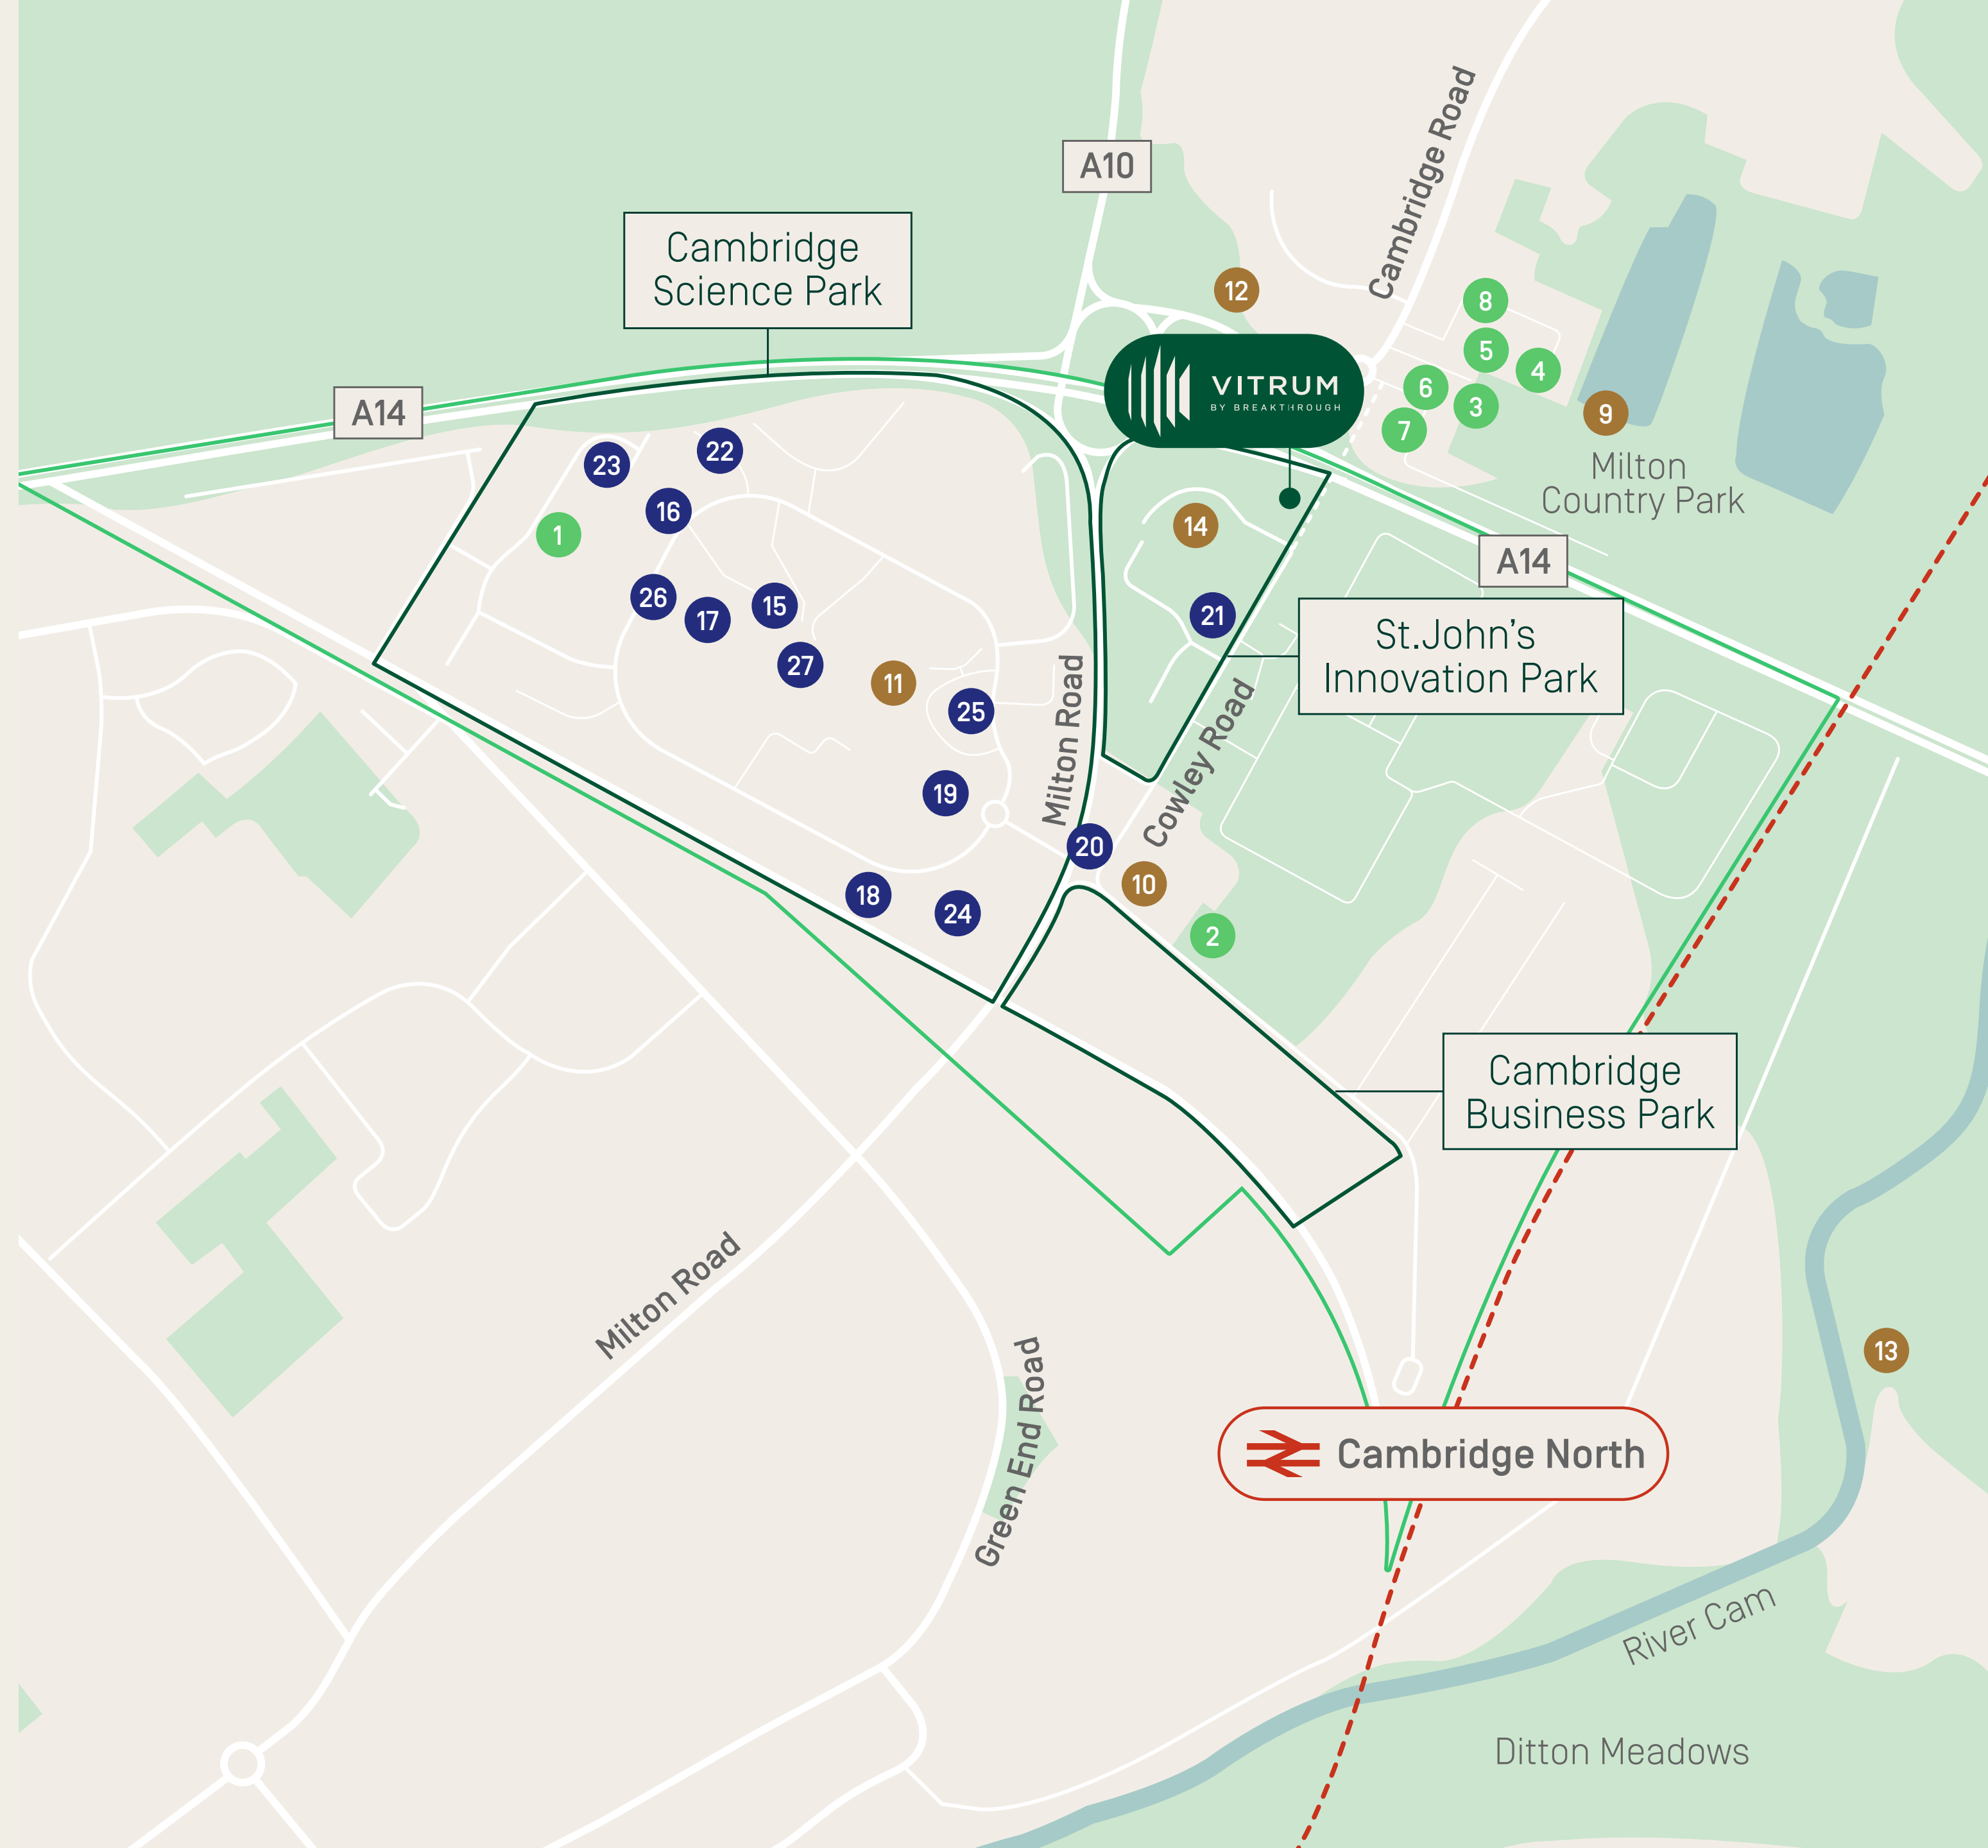 A10
Cambridge Road
Cambridge
Science Park
12
8
VITRUM
BY BREAKTHROUGH
5
4
6
3
7
9
A14
Milton
Country Park
22
23
16
1
14
A14
26
17
15
21
St.John's
Innovation Park
27
11
25
Milton Road
Cowley Road
19
20
10
18
24
2
Cambridge
Business Park
Milton Road
Green End Road
13
Cambridge North
River Cam
Ditton Meadows